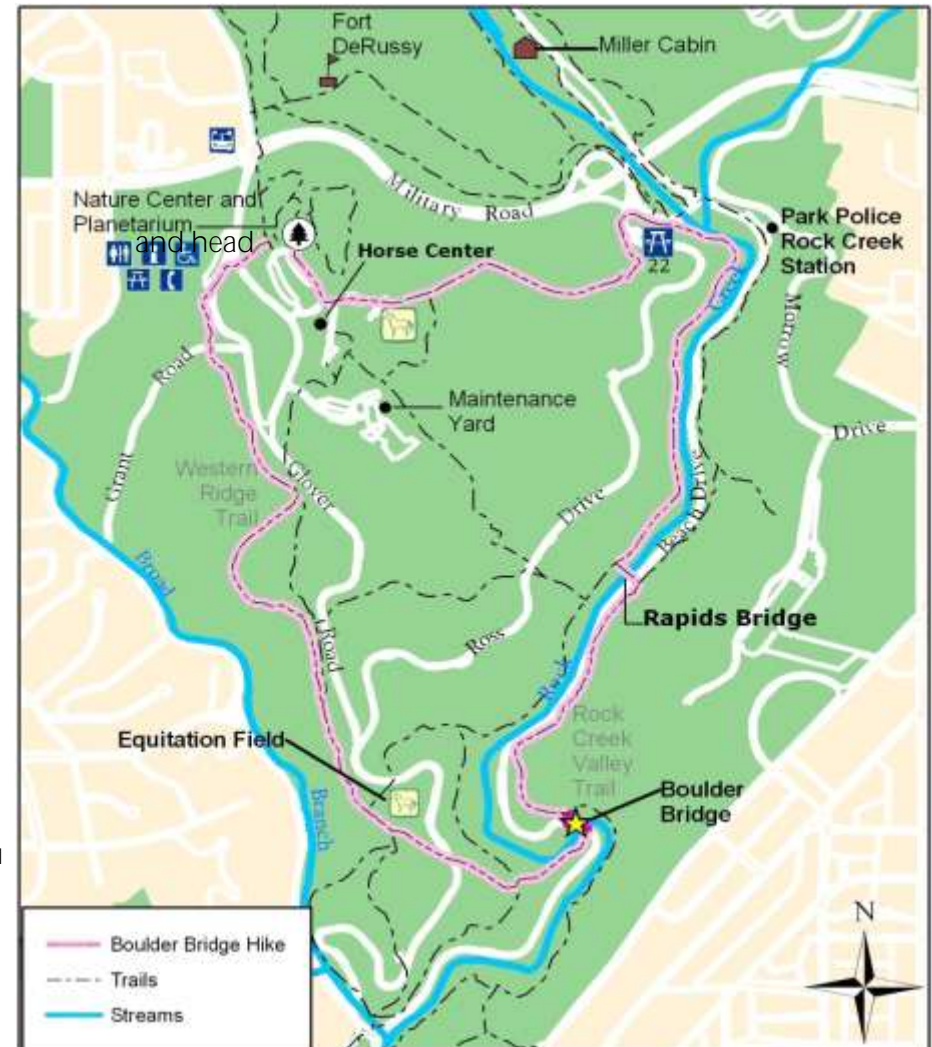 Fort
DeRussy
Miller Cabin
Military Road
Nature Center and
Planetarium
and head
Horse Center
22
Park Police
Rock Creek
Station
Creek
Morrow
Drive
Road
Grant
Maintenance
Yard
Western
Ridge
Trail
Glover
Road
Drive
Ross
Beach Drive
Broad
Branch
Rapids Bridge
Rock
Rock
Creek
Valley
Trail
Equitation Field
Boulder
Bridge
N
Boulder Bridge Hike
Trails
Streams